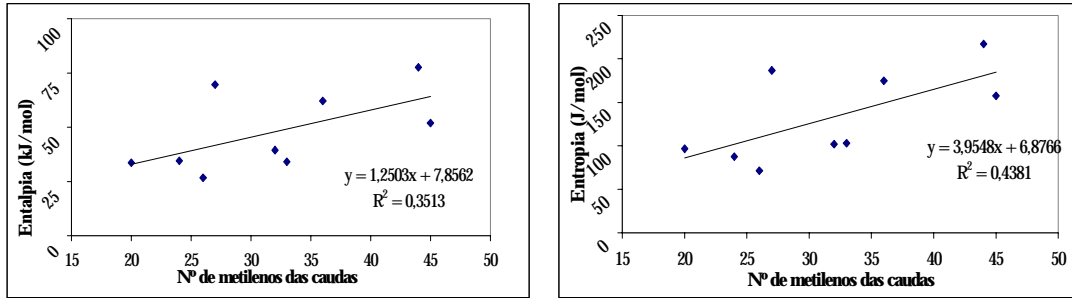 100
75
50
25
0
Entalpia (kJ/mol)
y = 1,2503x + 7,8562
R² = 0,3513
15 20 25 30 35 40 45 50
Nº de metilenos das caudas
250
200
150
100
50
0
Entropia (J/mol)
y = 3,9548x + 6,8766
R² = 0,4381
15 20 25 30 35 40 45 50
Nº de metilenos das caudas